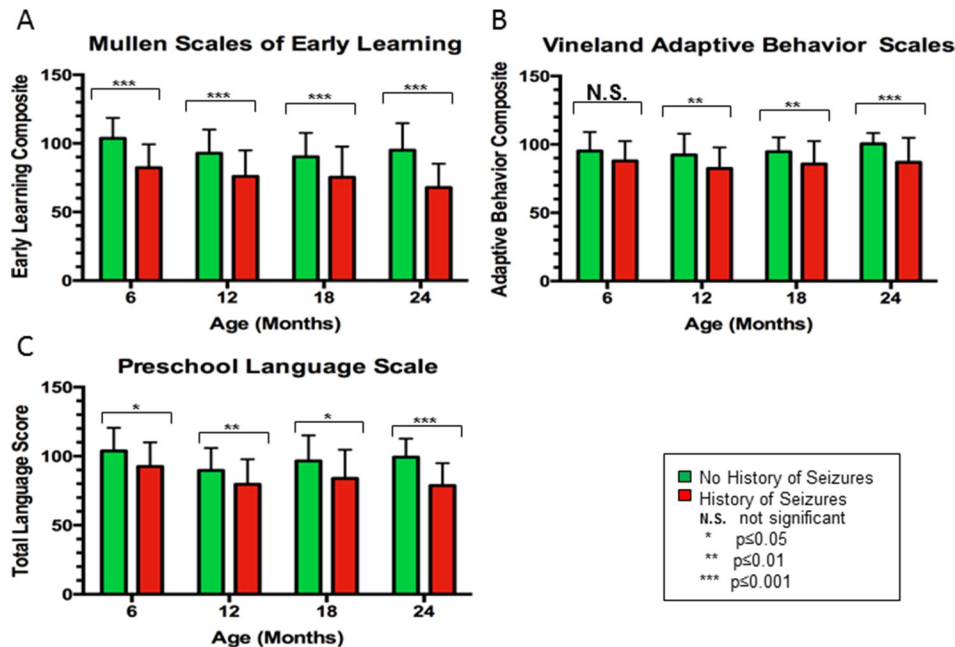 A
Mullen Scales of Early Learning
Early Learning Composite
150
100
50
0
***
***
***
***
6
12
18
24
Age (Months)
B
Vineland Adaptive Behavior Scales
Adaptive Behavior Composite
150
100
50
0
N.S.
**
**
***
6
12
18
24
Age (Months)
C
Preschool Language Scale
Total Language Score
150
100
50
0
*
**
*
***
6
12
18
24
Age (Months)
No History of Seizures
History of Seizures
N.S. not significant
* p≤0.05
** p≤0.01
*** p≤0.001